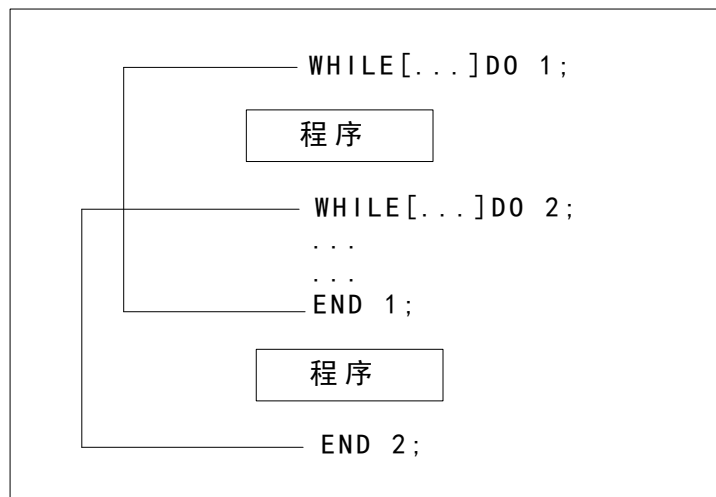 WHILE[...]DO 1;
程序
WHILE[...]DO 2;
...
...
END 1;
程序
END 2;